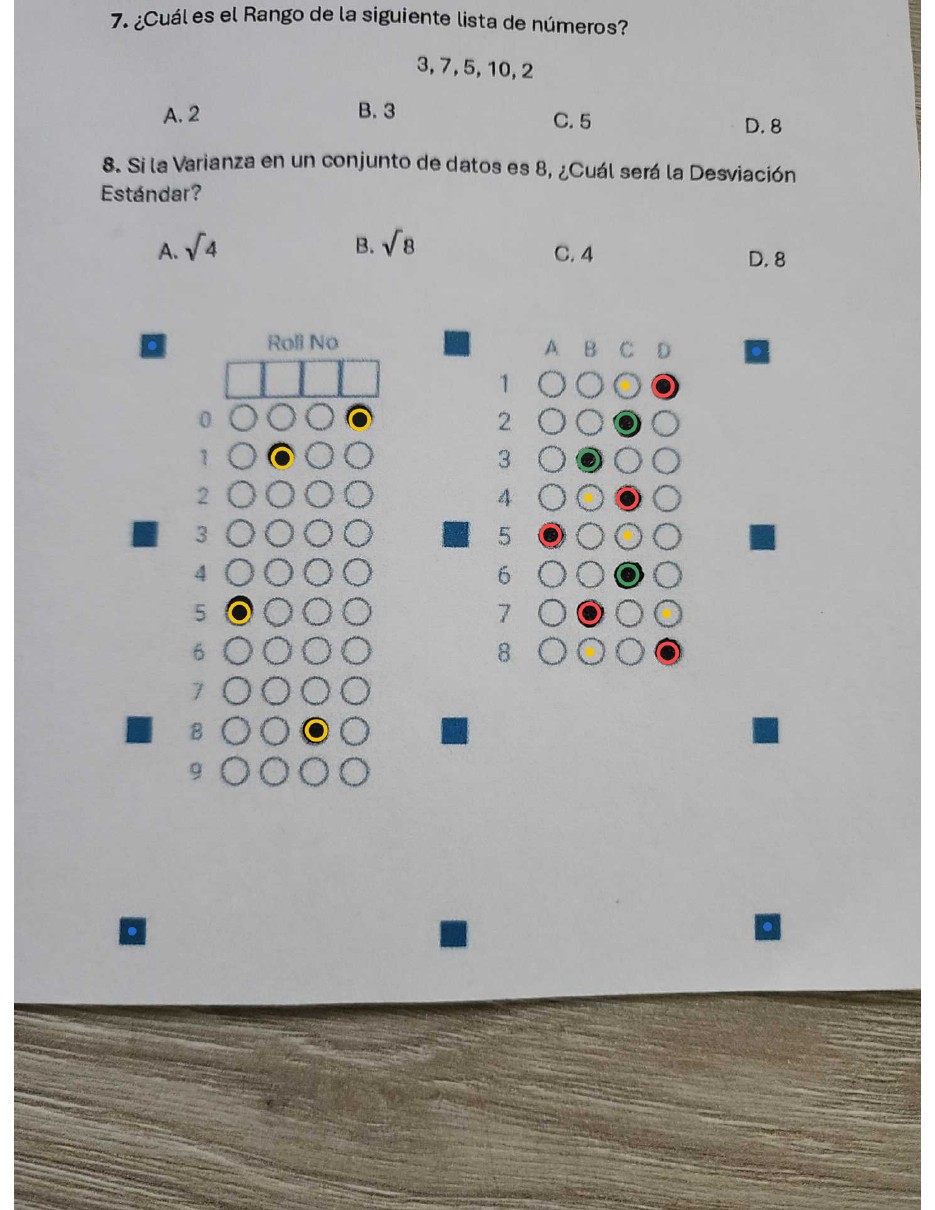 7. ¿Cuál es el Rango de la siguiente lista de números?
3, 7, 5, 10, 2
A. 2 B. 3 C. 5 D. 8
8. Si la Varianza en un conjunto de datos es 8, ¿Cuál será la Desviación
Estándar?
A. √4 B. √8 C. 4 D. 8
Roll No
0
1
2
3
4
5
6
7
8
9
A B C D
1
2
3
4
5
6
7
8